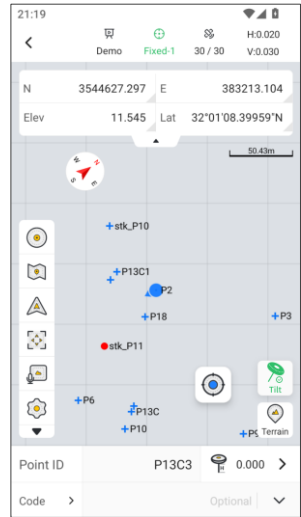 21:19
Demo
Fixed-1
30 / 30
H:0.020
V:0.030
N 3544627.297 E 383213.104
Elev 11.545 Lat 32°01'08.39959"N
50.43m
N
W
S
E
stk_P10
P13C1
P2
P18
P3
stk_P11
Tilt
P6
P13C
P10
Terrain
Point ID P13C3 0.000
Code Optional